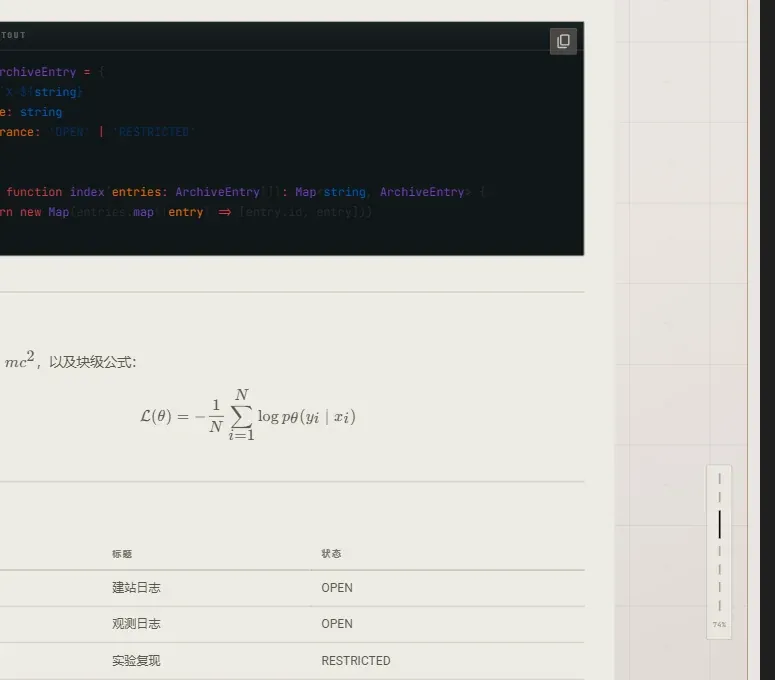 TOUT
rchiveEntry = {
`X-${string}
e: string
rance: 'OPEN' | 'RESTRICTED'
function index(entries: ArchiveEntry[]): Map<string, ArchiveEntry> {
rn new Map(entries.map((entry) => [entry.id, entry]))
mc², 以及块级公式：
ℒ(θ) = −1/N ∑_{i=1}^{N} log pθ(yi | xi)
标题 状态
建站日志 OPEN
观测日志 OPEN
实验复现 RESTRICTED
74%